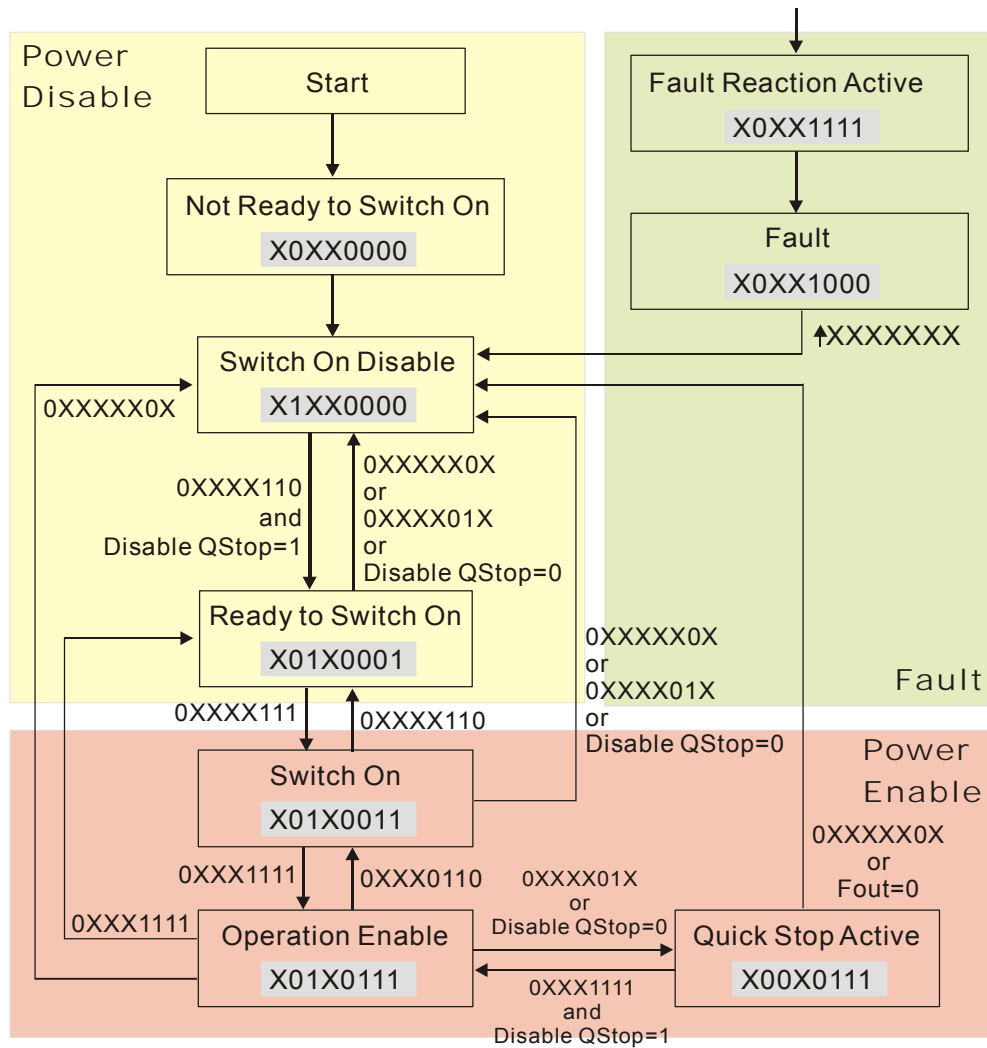 Power
Disable
Start
Not Ready to Switch On
X0XX0000
Switch On Disable
X1XX0000
0XXXXX0X
0XXXX110
and
Disable QStop=1
0XXXXX0X
or
0XXXX01X
or
Disable QStop=0
Ready to Switch On
X01X0001
0XXXX111
0XXXX110
Fault Reaction Active
X0XX1111
Fault
X0XX1000
XXXXXXX
Fault
0XXXXX0X
or
0XXXX01X
or
Disable QStop=0
Power
Enable
Switch On
X01X0011
0XXX1111
0XXX0110
0XXX1111
Operation Enable
X01X0111
0XXXX01X
or
Disable QStop=0
0XXX1111
and
Disable QStop=1
0XXXXX0X
or
Fout=0
Quick Stop Active
X00X0111